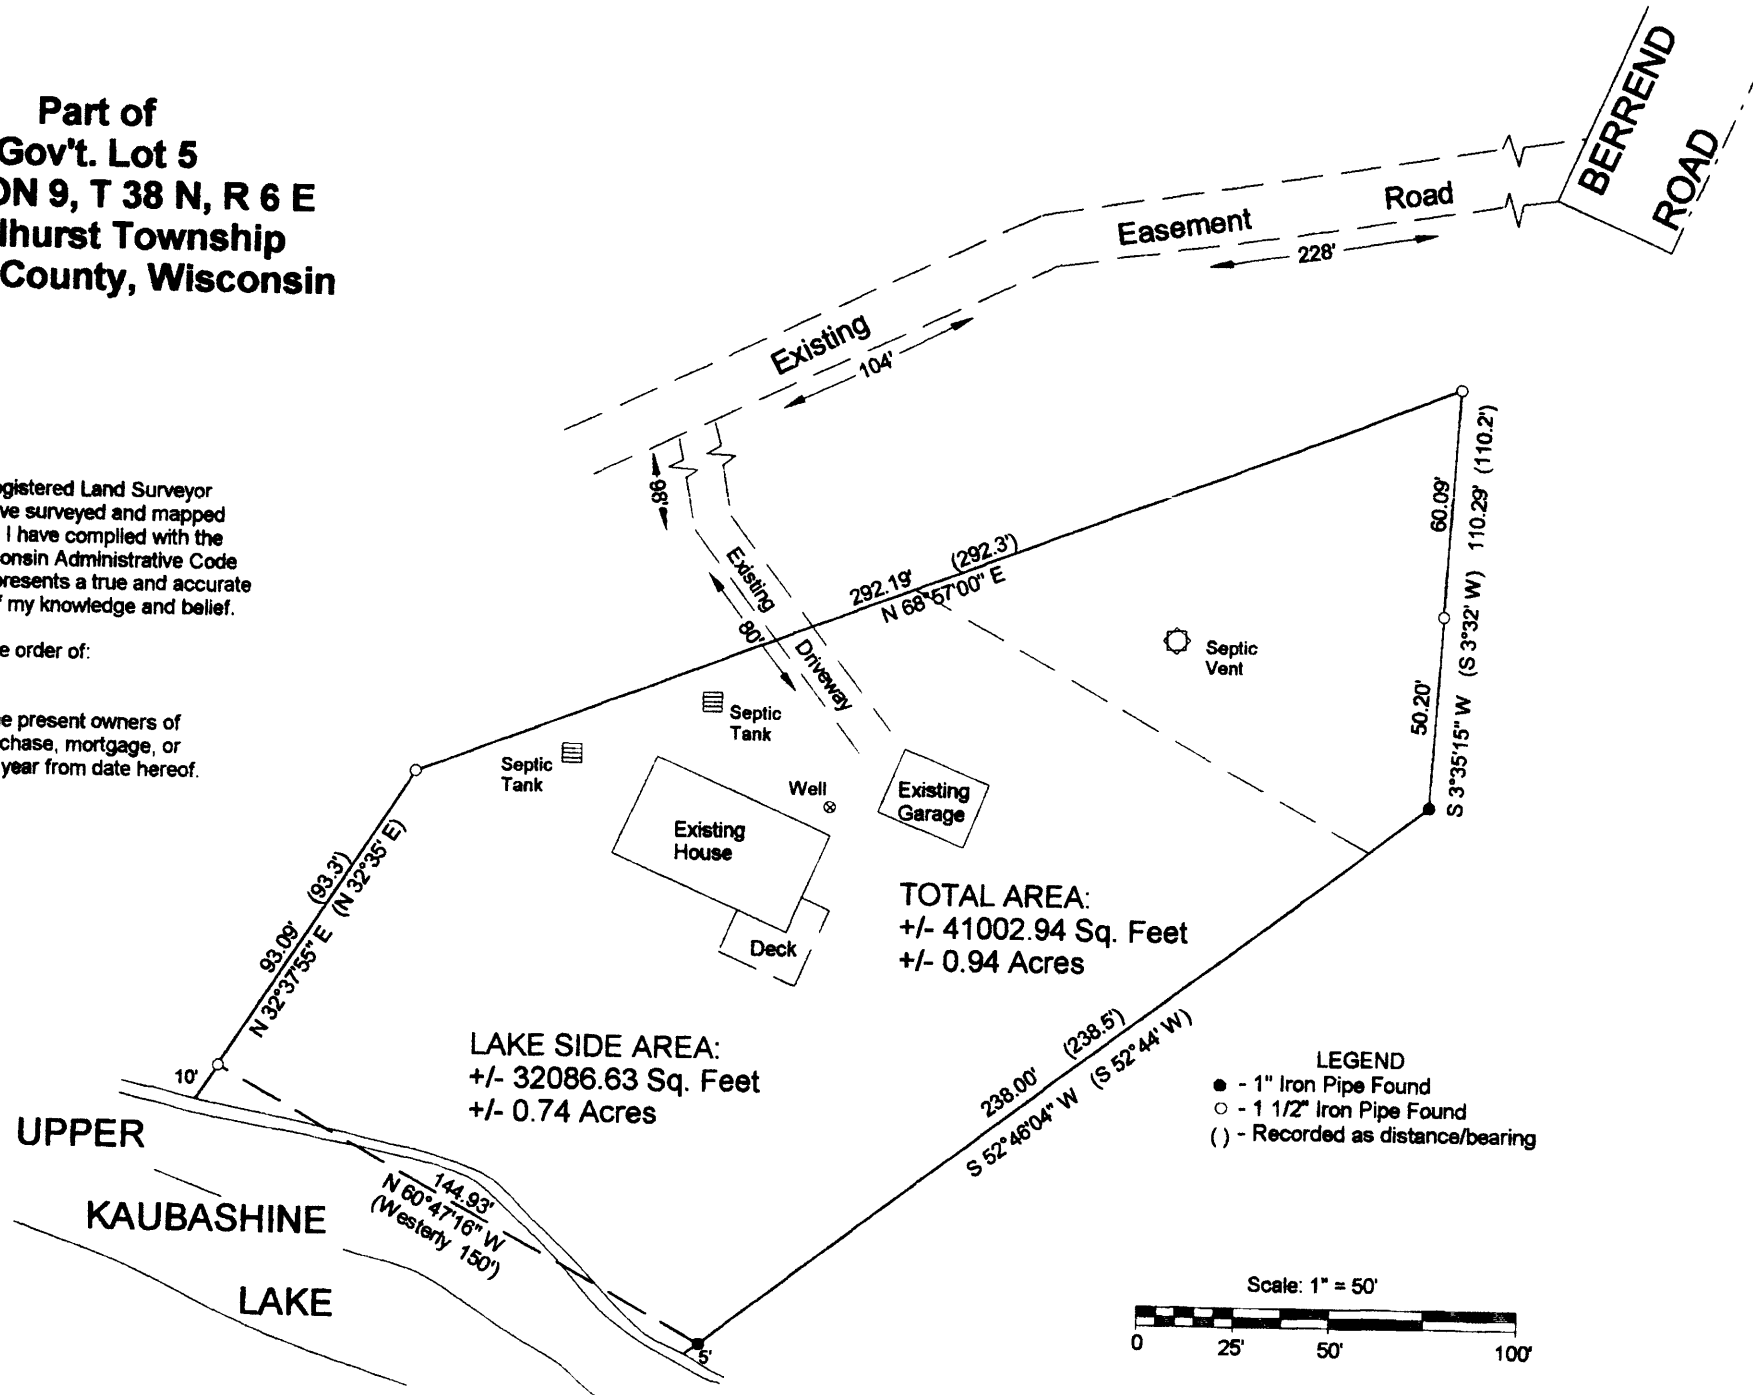 Part of
Gov't. Lot 5
ON 9, T 38 N, R 6 E
lhurst Township
County, Wisconsin
BERREND
ROAD
Existing
Easement
Road
228'
104'
98'
Existing
Driveway
80'
gistered Land Surveyor
ve surveyed and mapped
I have complied with the
onsin Administrative Code
presents a true and accurate
f my knowledge and belief.
e order of:
e present owners of
chase, mortgage, or
year from date hereof.
292.19' (292.3')
N 68°57'00" E
60.09'
50.20'
S 3°35'15" W (S 3°32' W) 110.29' (110.2')
Septic
Vent
Septic
Tank
Septic
Tank
Well
Existing
Garage
Existing
House
Deck
93.09' (93.3')
N 32°37'55" E (N 32°35' E)
TOTAL AREA:
+/- 41002.94 Sq. Feet
+/- 0.94 Acres
LAKE SIDE AREA:
+/- 32086.63 Sq. Feet
+/- 0.74 Acres
238.00' (238.5')
S 52°46'04" W (S 52°44' W)
10'
144.93'
N 60°47'16" W
(Westerly 150')
5'
UPPER
KAUBASHINE
LAKE
LEGEND
● - 1" Iron Pipe Found
○ - 1 1/2" Iron Pipe Found
( ) - Recorded as distance/bearing
Scale: 1" = 50'
0 25' 50' 100'